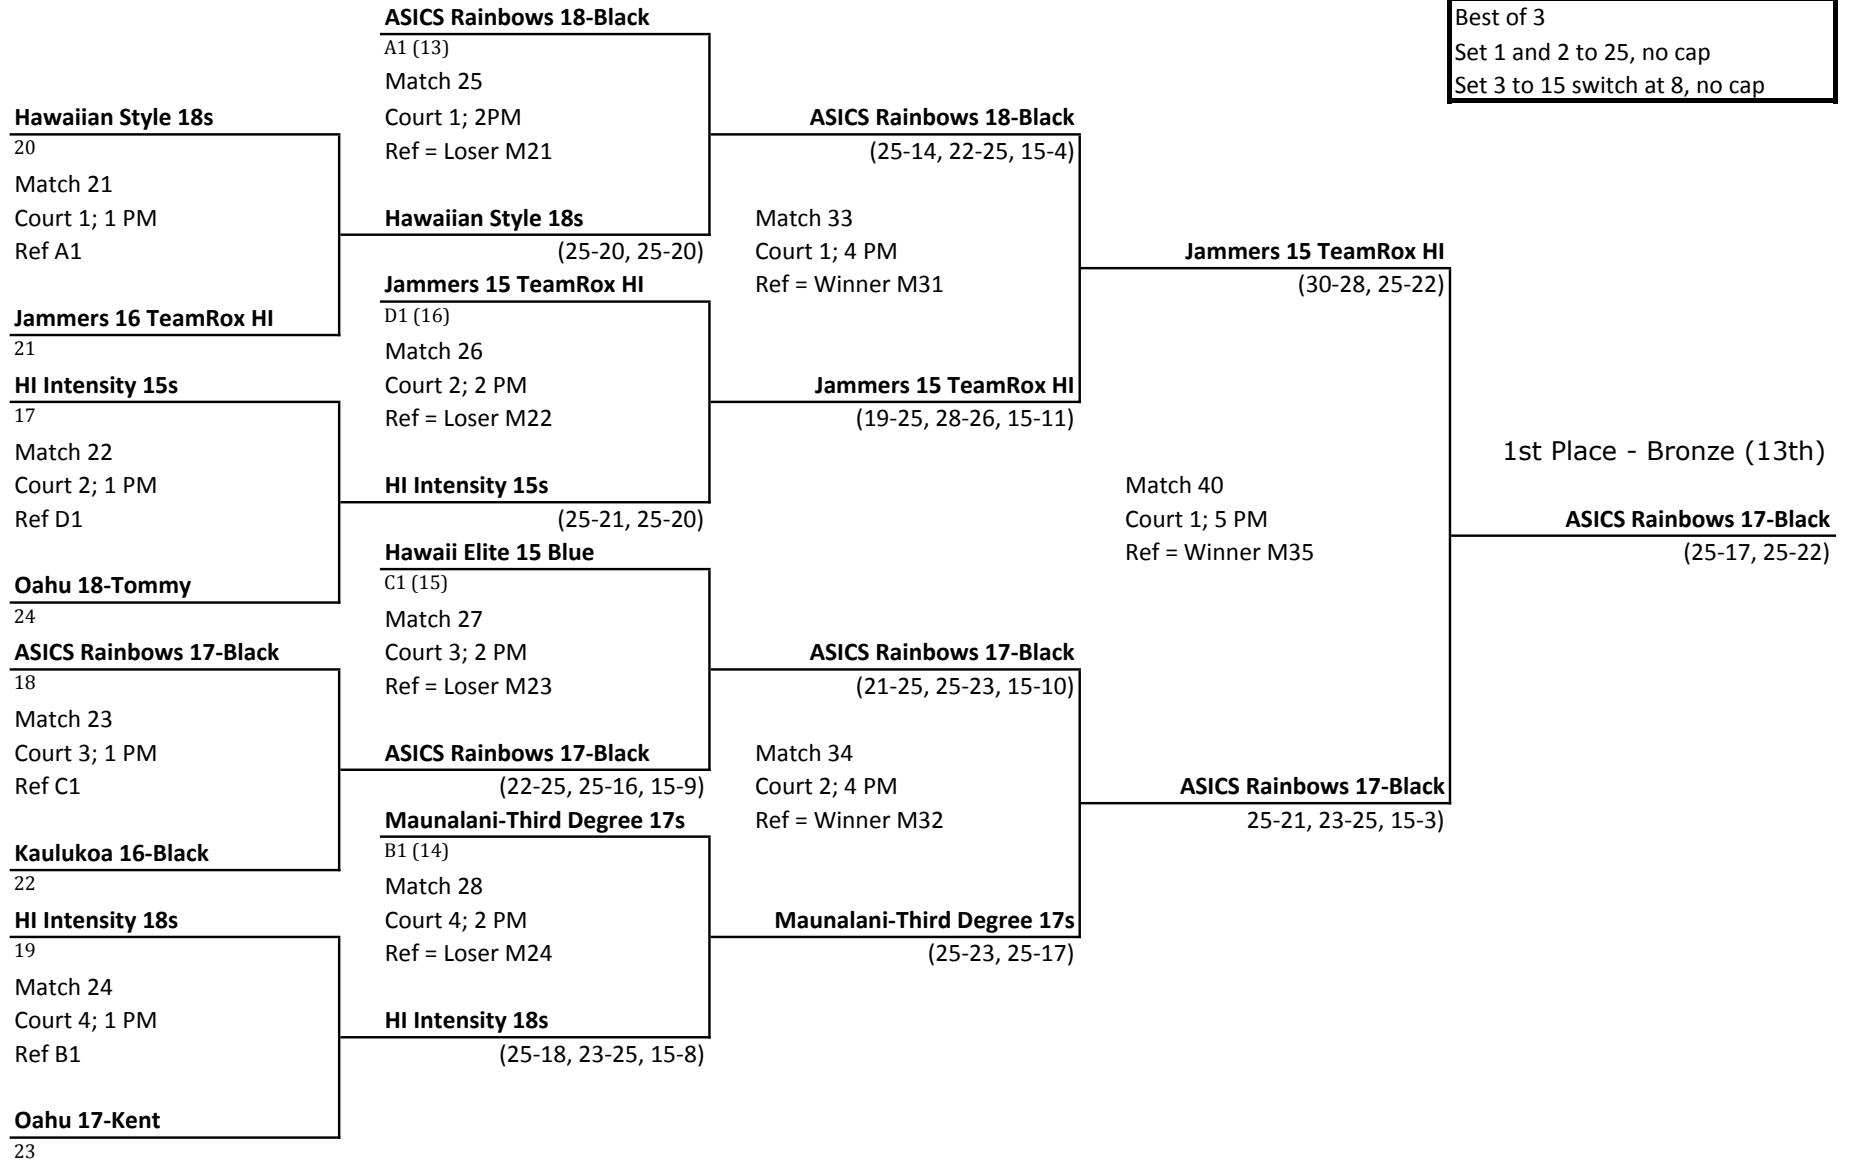 ASICS Rainbows 18-Black
A1 (13)
Match 25
Court 1; 2PM
Ref = Loser M21
Best of 3
Set 1 and 2 to 25, no cap
Set 3 to 15 switch at 8, no cap
Hawaiian Style 18s
20
Match 21
Court 1; 1 PM
Ref A1
Jammers 16 TeamRox HI
21
Hawaiian Style 18s
(25-20, 25-20)
ASICS Rainbows 18-Black
(25-14, 22-25, 15-4)
Match 33
Court 1; 4 PM
Ref = Winner M31
Jammers 15 TeamRox HI
D1 (16)
Match 26
Court 2; 2 PM
Ref = Loser M22
Jammers 15 TeamRox HI
(30-28, 25-22)
HI Intensity 15s
17
Match 22
Court 2; 1 PM
Ref D1
Oahu 18-Tommy
24
HI Intensity 15s
(25-21, 25-20)
Jammers 15 TeamRox HI
(19-25, 28-26, 15-11)
Match 40
Court 1; 5 PM
Ref = Winner M35
1st Place - Bronze (13th)
ASICS Rainbows 17-Black
(25-17, 25-22)
Hawaii Elite 15 Blue
C1 (15)
Match 27
Court 3; 2 PM
Ref = Loser M23
ASICS Rainbows 17-Black
18
Match 23
Court 3; 1 PM
Ref C1
Kaulukoa 16-Black
22
ASICS Rainbows 17-Black
(22-25, 25-16, 15-9)
ASICS Rainbows 17-Black
(21-25, 25-23, 15-10)
Match 34
Court 2; 4 PM
Ref = Winner M32
ASICS Rainbows 17-Black
25-21, 23-25, 15-3)
Maunalani-Third Degree 17s
B1 (14)
Match 28
Court 4; 2 PM
Ref = Loser M24
Maunalani-Third Degree 17s
(25-23, 25-17)
HI Intensity 18s
19
Match 24
Court 4; 1 PM
Ref B1
Oahu 17-Kent
23
HI Intensity 18s
(25-18, 23-25, 15-8)